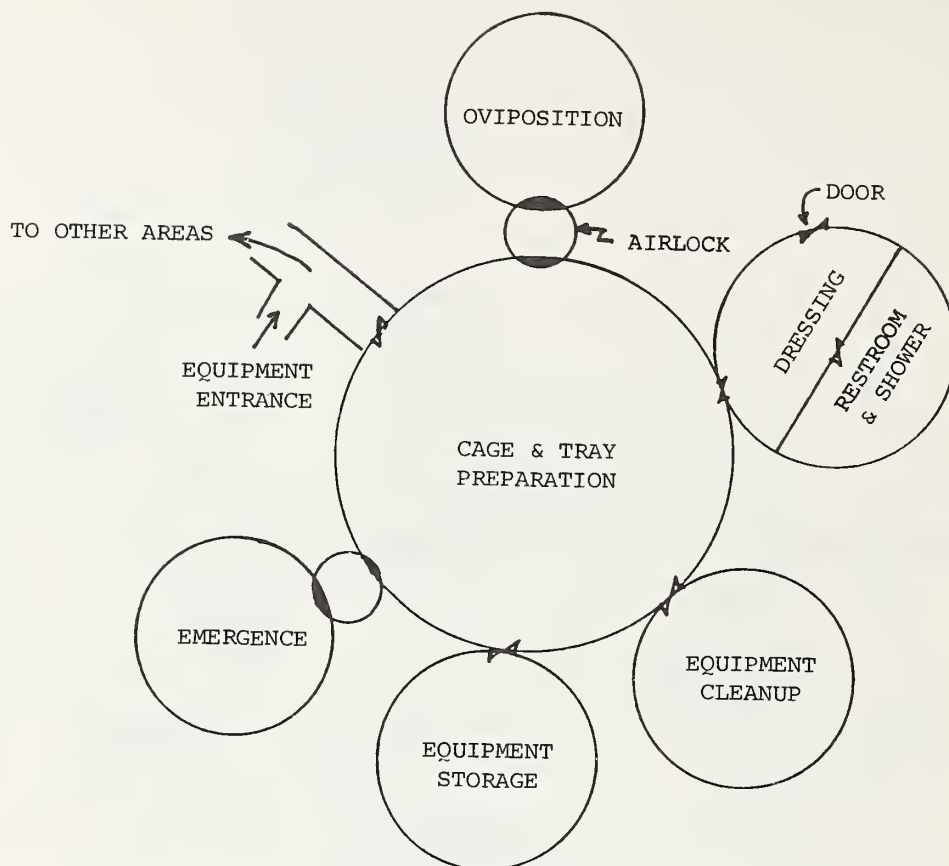 OVIPOSITION
DOOR
TO OTHER AREAS
AIRLOCK
DRESSING
RESTROOM
& SHOWER
EQUIPMENT
ENTRANCE
CAGE & TRAY
PREPARATION
EMERGENCE
EQUIPMENT
CLEANUP
EQUIPMENT
STORAGE